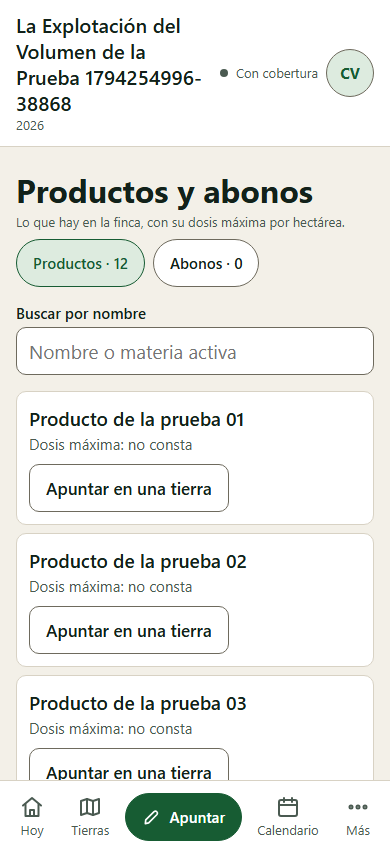 La Explotación del
Volumen de la
Prueba 1794254996-
38868
2026
Con cobertura
CV
Productos y abonos
Lo que hay en la finca, con su dosis máxima por hectárea.
Productos · 12
Abonos · 0
Buscar por nombre
Nombre o materia activa
Producto de la prueba 01
Dosis máxima: no consta
Apuntar en una tierra
Producto de la prueba 02
Dosis máxima: no consta
Apuntar en una tierra
Producto de la prueba 03
Dosis máxima: no consta
Apuntar en una tierra
Hoy
Tierras
Apuntar
Calendario
Más